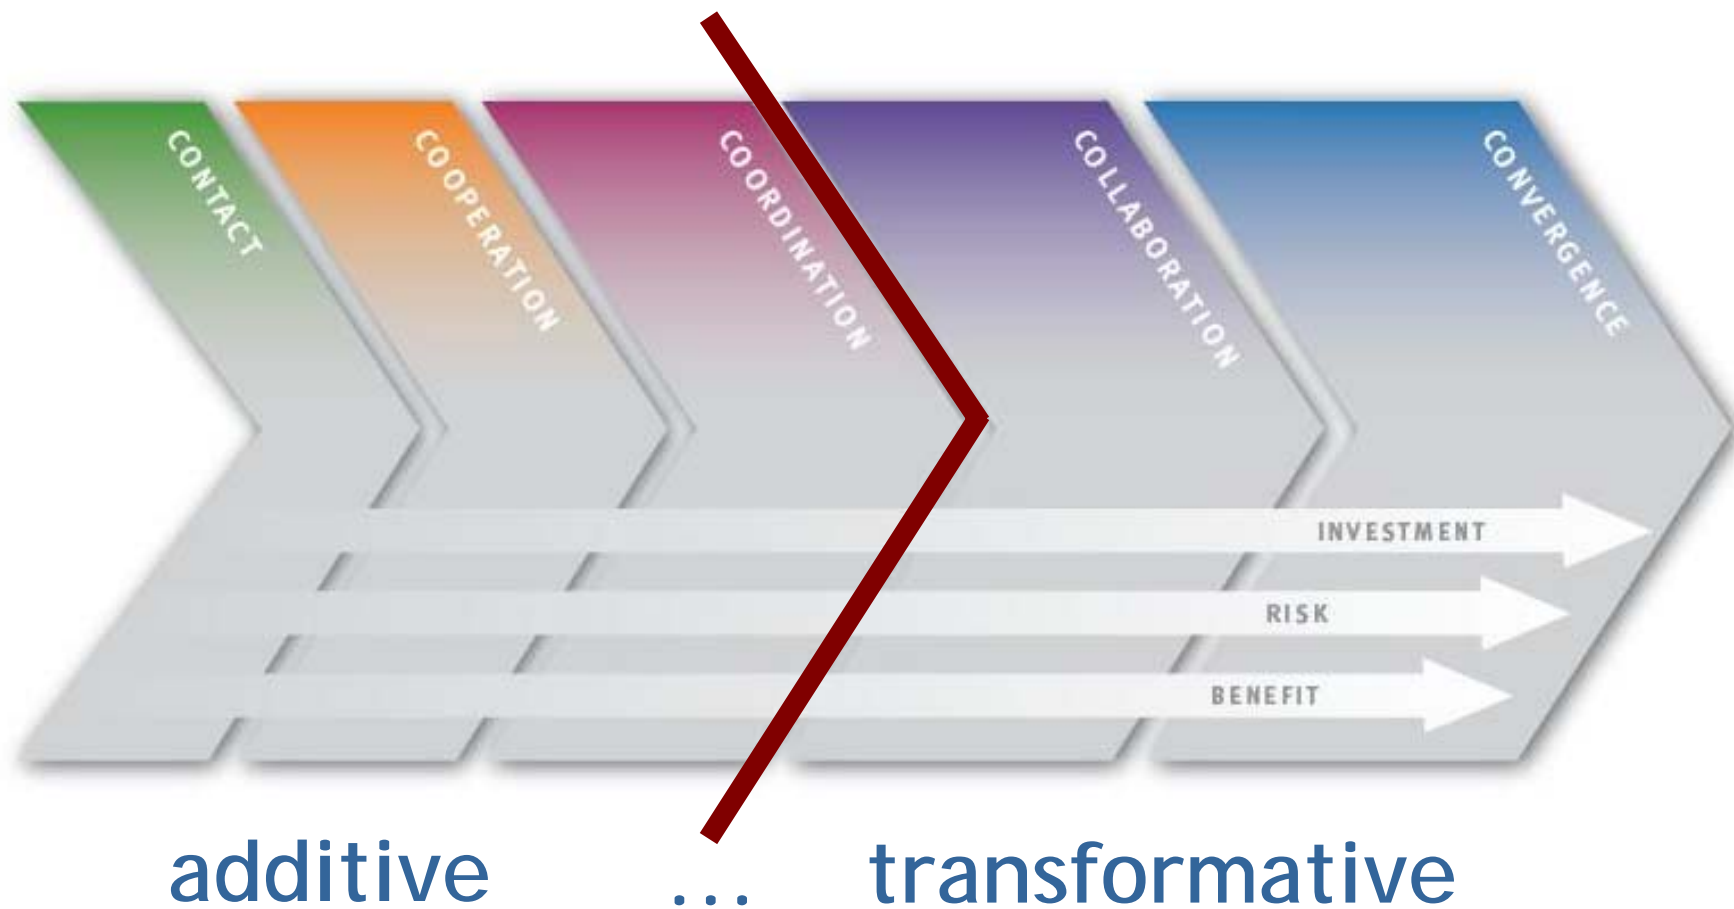 CONTACT
COOPERATION
COORDINATION
COLLABORATION
CONVERGENCE
INVESTMENT
RISK
BENEFIT
additive ... transformative